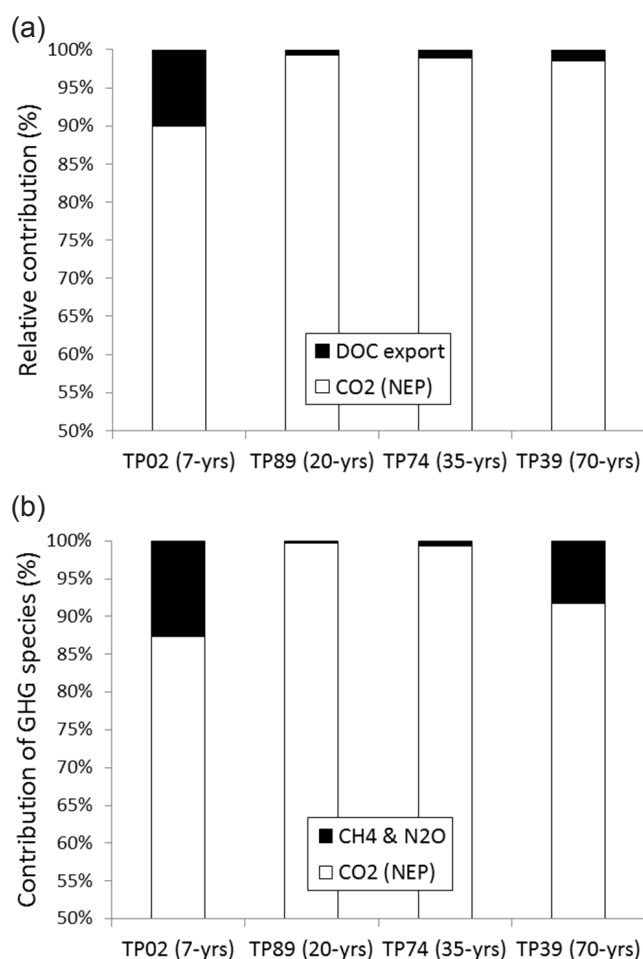 (a)
Relative contribution (%)
100%
95%
90%
85%
80%
75%
70%
65%
60%
55%
50%
DOC export
CO2 (NEP)
TP02 (7-yrs) TP89 (20-yrs) TP74 (35-yrs) TP39 (70-yrs)
(b)
Contribution of GHG species (%)
100%
95%
90%
85%
80%
75%
70%
65%
60%
55%
50%
CH4 & N2O
CO2 (NEP)
TP02 (7-yrs) TP89 (20-yrs) TP74 (35-yrs) TP39 (70-yrs)